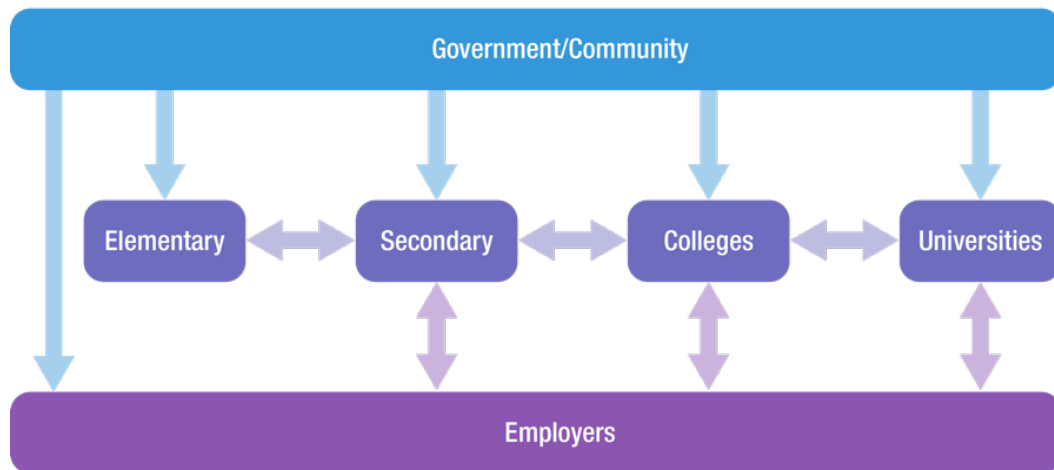 Government/Community
Elementary
Secondary
Colleges
Universities
Employers